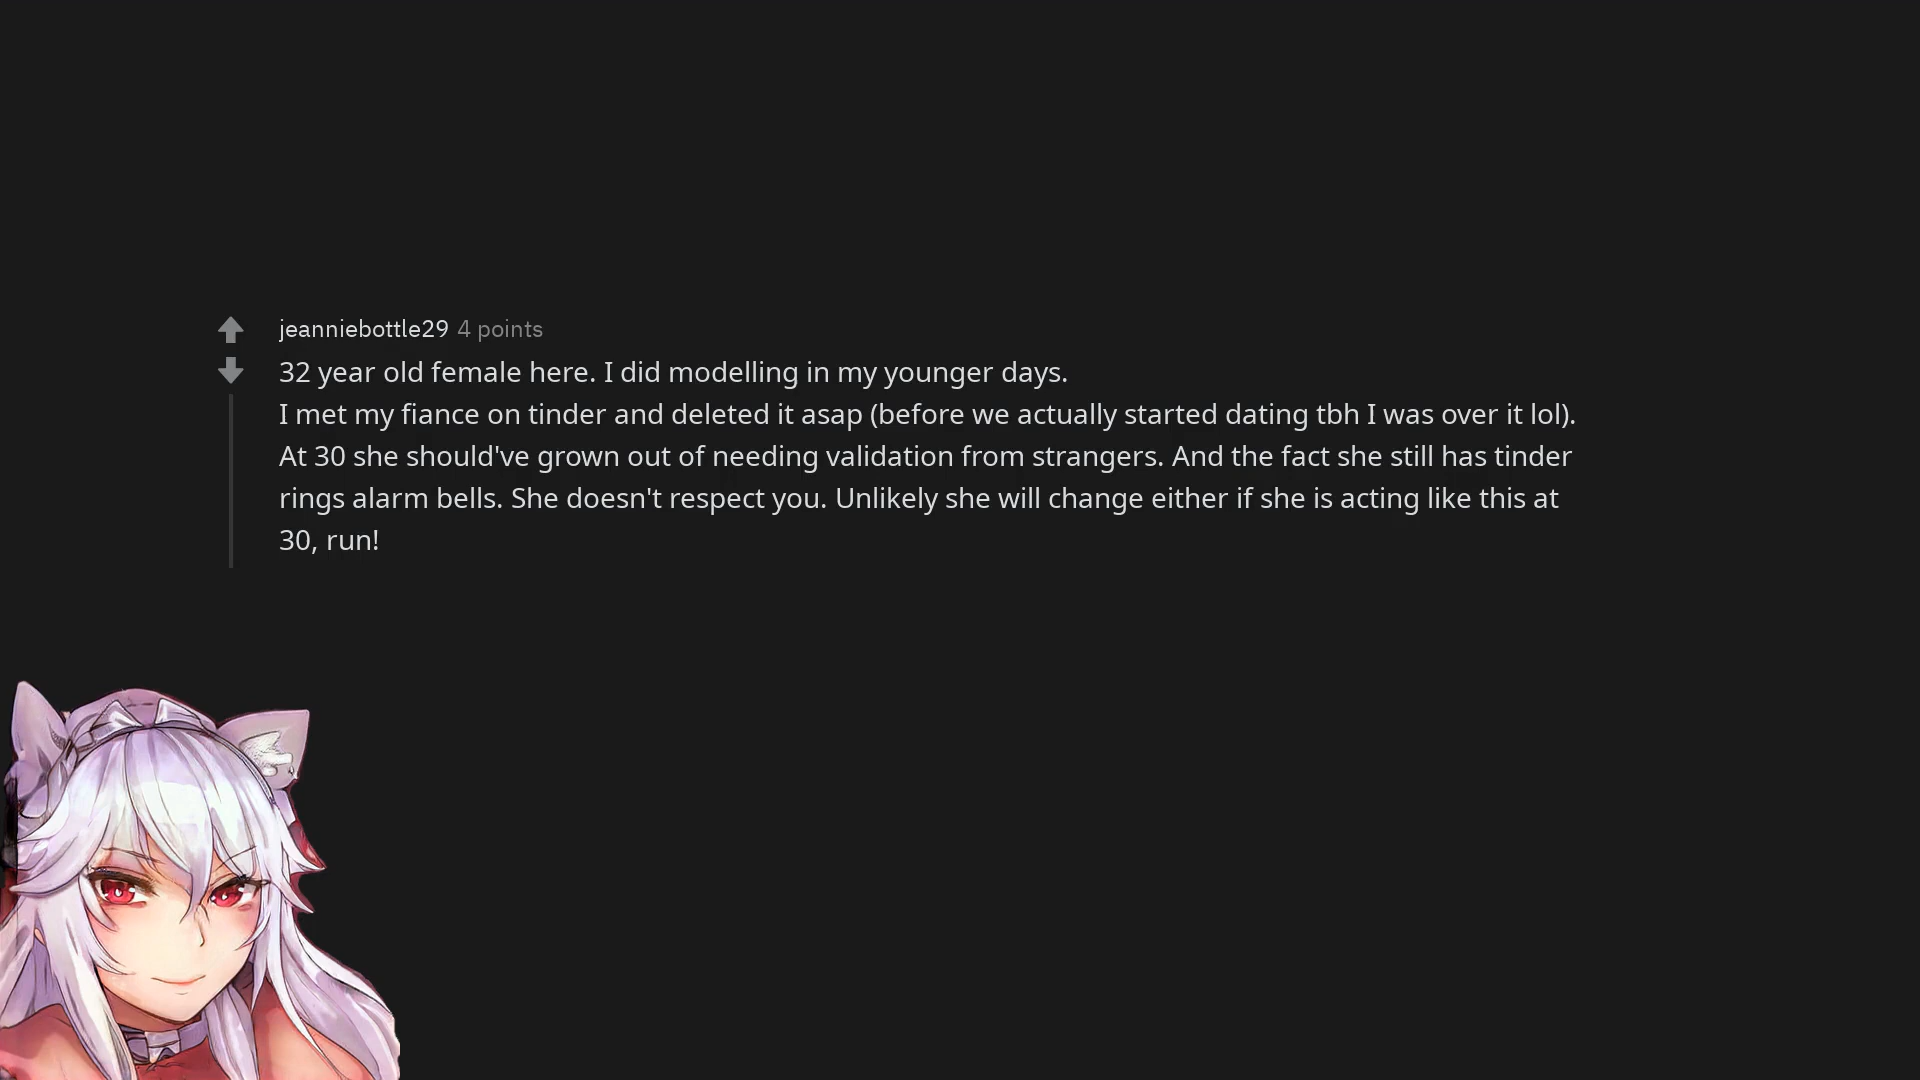 jeanniebottle29 4 points
32 year old female here. I did modelling in my younger days.
I met my fiance on tinder and deleted it asap (before we actually started dating tbh I was over it lol).
At 30 she should've grown out of needing validation from strangers. And the fact she still has tinder
rings alarm bells. She doesn't respect you. Unlikely she will change either if she is acting like this at
30, run!